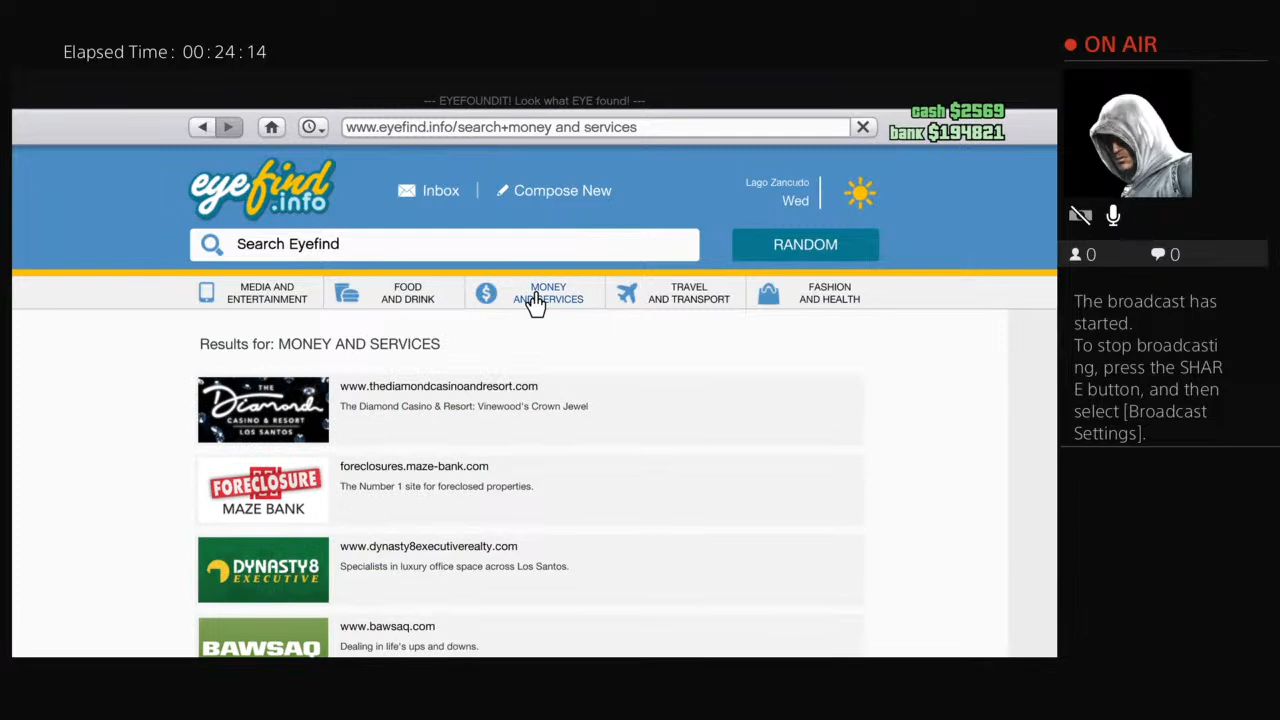 Elapsed Time: 00:24:14
ON AIR
--- EYEFOUNDIT! Look what EYE found! ---
cash $2569
www.eyefind.info/search+money and services
bank $194821
eyefind.info
Inbox
Compose New
Lago Zancudo
Wed
Search Eyefind
RANDOM
0
0
MEDIA AND ENTERTAINMENT
FOOD AND DRINK
MONEY AND SERVICES
TRAVEL AND TRANSPORT
FASHION AND HEALTH
Results for: MONEY AND SERVICES
THE
Diamond
CASINO & RESORT
LOS SANTOS
www.thediamondcasinoandresort.com
The Diamond Casino & Resort: Vinewood's Crown Jewel
FORECLOSURE
MAZE BANK
foreclosures.maze-bank.com
The Number 1 site for foreclosed properties.
DYNASTY8
EXECUTIVE
www.dynasty8executiverealty.com
Specialists in luxury office space across Los Santos.
BAWSAQ
www.bawsaq.com
Dealing in life's ups and downs.
The broadcast has
started.
To stop broadcasti
ng, press the SHAR
E button, and then
select [Broadcast
Settings].